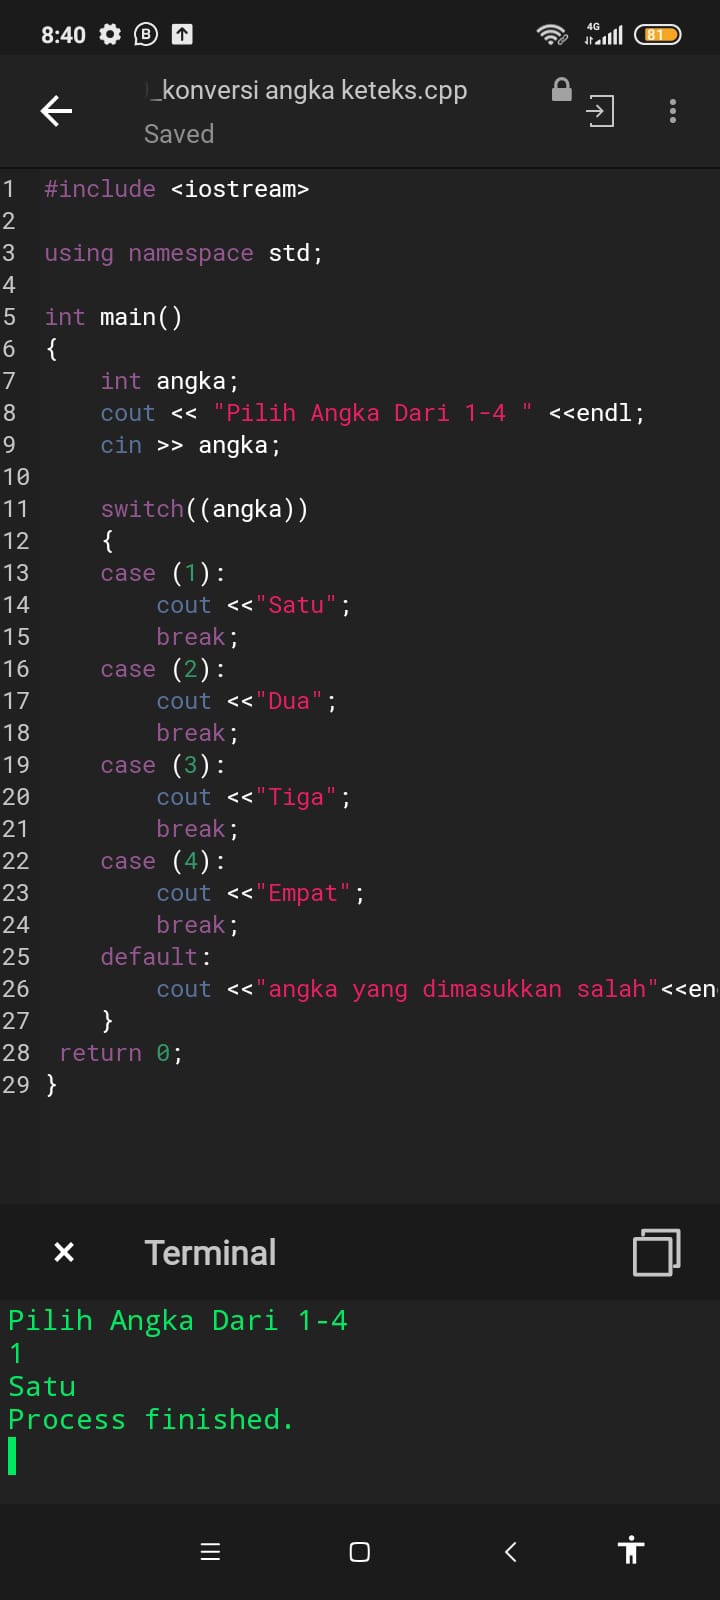 8:40 B 4G 81
_konversi angka keteks.cpp
Saved
1 #include <iostream>
2
3 using namespace std;
4
5 int main()
6 {
7     int angka;
8     cout << "Pilih Angka Dari 1-4 " <<endl;
9     cin >> angka;
10
11     switch((angka))
12     {
13     case (1):
14         cout <<"Satu";
15         break;
16     case (2):
17         cout <<"Dua";
18         break;
19     case (3):
20         cout <<"Tiga";
21         break;
22     case (4):
23         cout <<"Empat";
24         break;
25     default:
26         cout <<"angka yang dimasukkan salah"<<en
27     }
28  return 0;
29 }
Terminal
Pilih Angka Dari 1-4
1
Satu
Process finished.